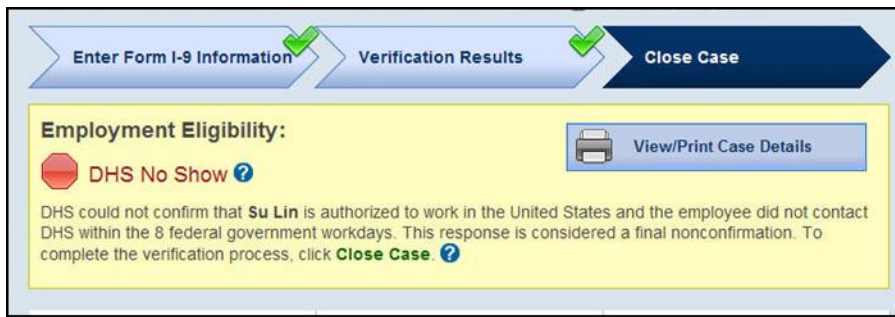 Enter Form I-9 Information
Verification Results
Close Case
Employment Eligibility:
View/Print Case Details
DHS No Show ?
DHS could not confirm that Su Lin is authorized to work in the United States and the employee did not contact
DHS within the 8 federal government workdays. This response is considered a final nonconfirmation. To
complete the verification process, click Close Case. ?